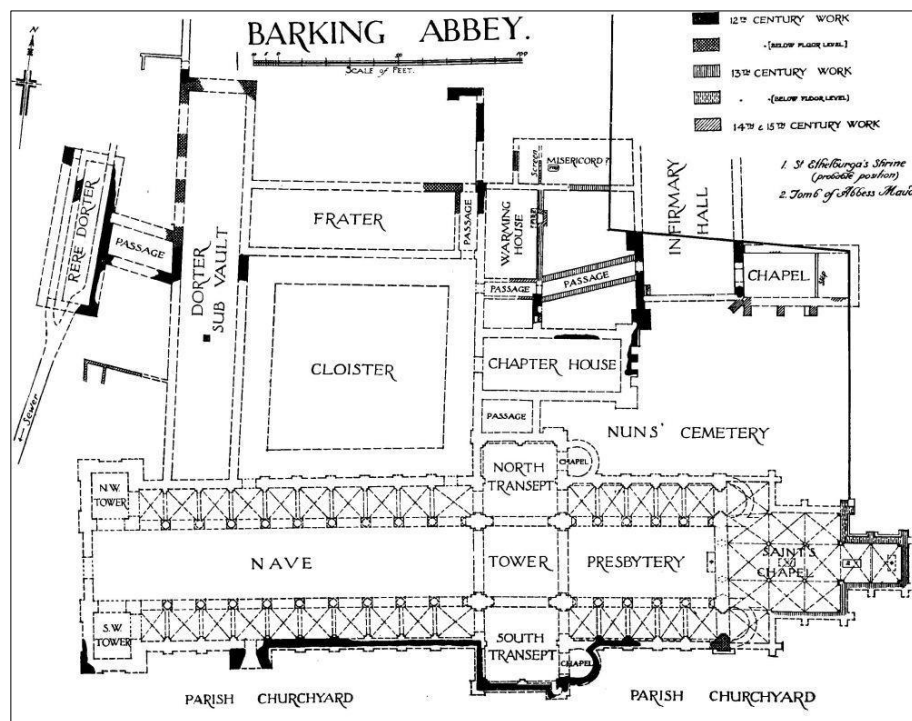 BARKING ABBEY.
SCALE OF FEET.
100
N
12TH CENTURY WORK
[BELOW FLOOR LEVEL]
13TH CENTURY WORK
[BELOW FLOOR LEVEL]
14TH & 15TH CENTURY WORK
1. St Ethelburga's Shrine
(probable position)
2. Tomb of Abbess Maud
RERE DORTER
PASSAGE
Sewer
DORTER
SUB VAULT
FRATER
PASSAGE
WARMING
HOUSE
Screen
MISERICORD?
PASSAGE
PASSAGE
INFIRMARY
HALL
CHAPEL
Step
CLOISTER
CHAPTER HOUSE
PASSAGE
NUNS' CEMETERY
N.W.
TOWER
NORTH
TRANSEPT
CHAPEL
NAVE
TOWER
PRESBYTERY
SAINT'S
CHAPEL
S.W.
TOWER
SOUTH
TRANSEPT
CHAPEL
PARISH CHURCHYARD
PARISH CHURCHYARD